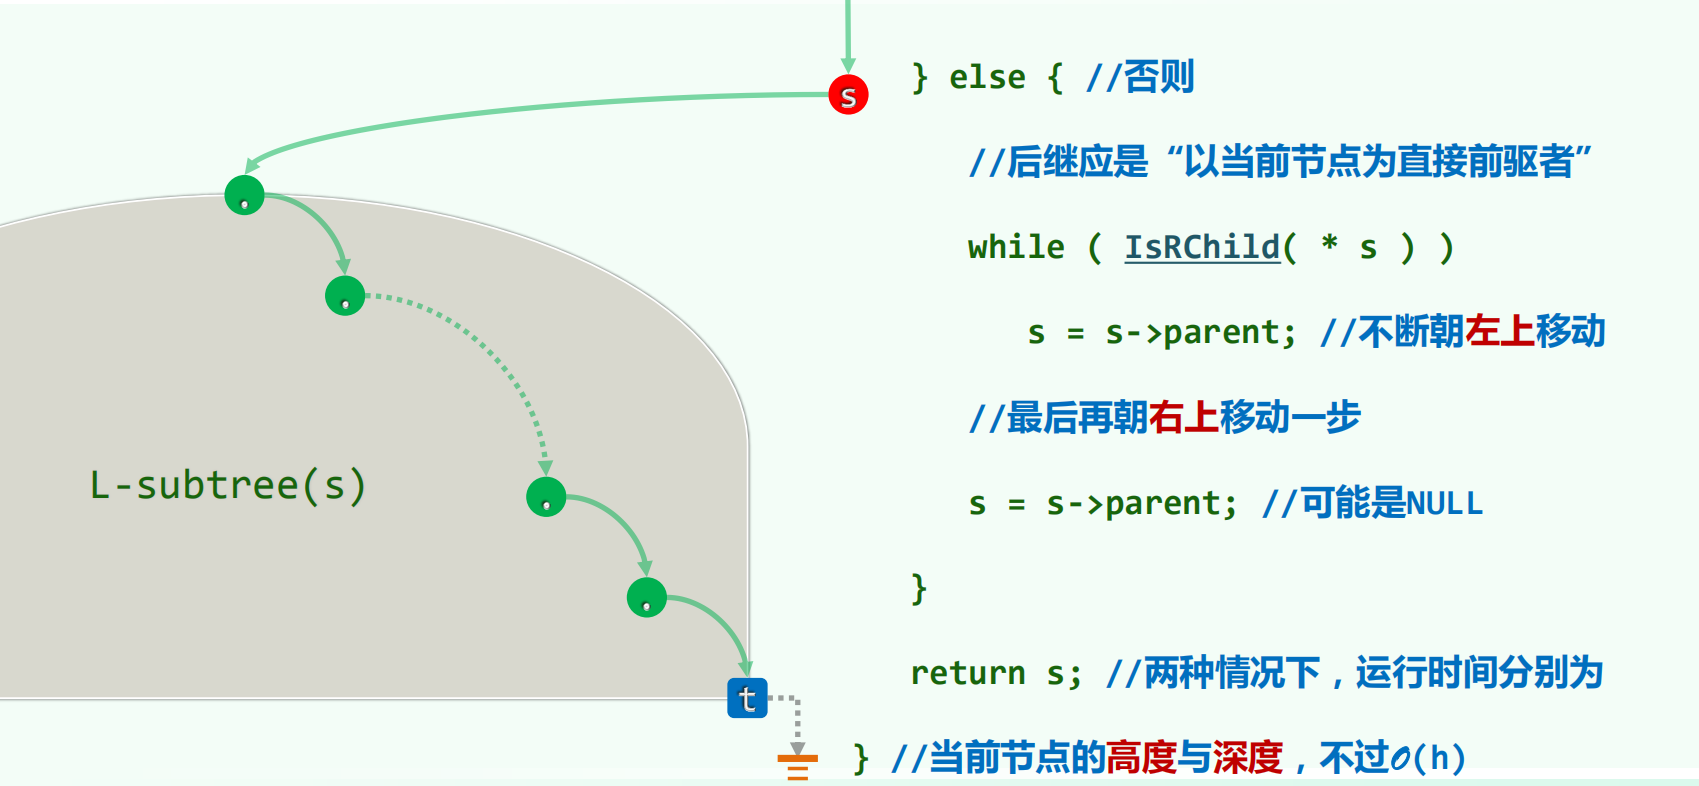 s
L-subtree(s)
t
} else { //否则
//后继应是“以当前节点为直接前驱者”
while ( IsRChild( * s ) )
s = s->parent; //不断朝左上移动
//最后再朝右上移动一步
s = s->parent; //可能是NULL
}
return s; //两种情况下，运行时间分别为
} //当前节点的高度与深度，不过𝒪(h)